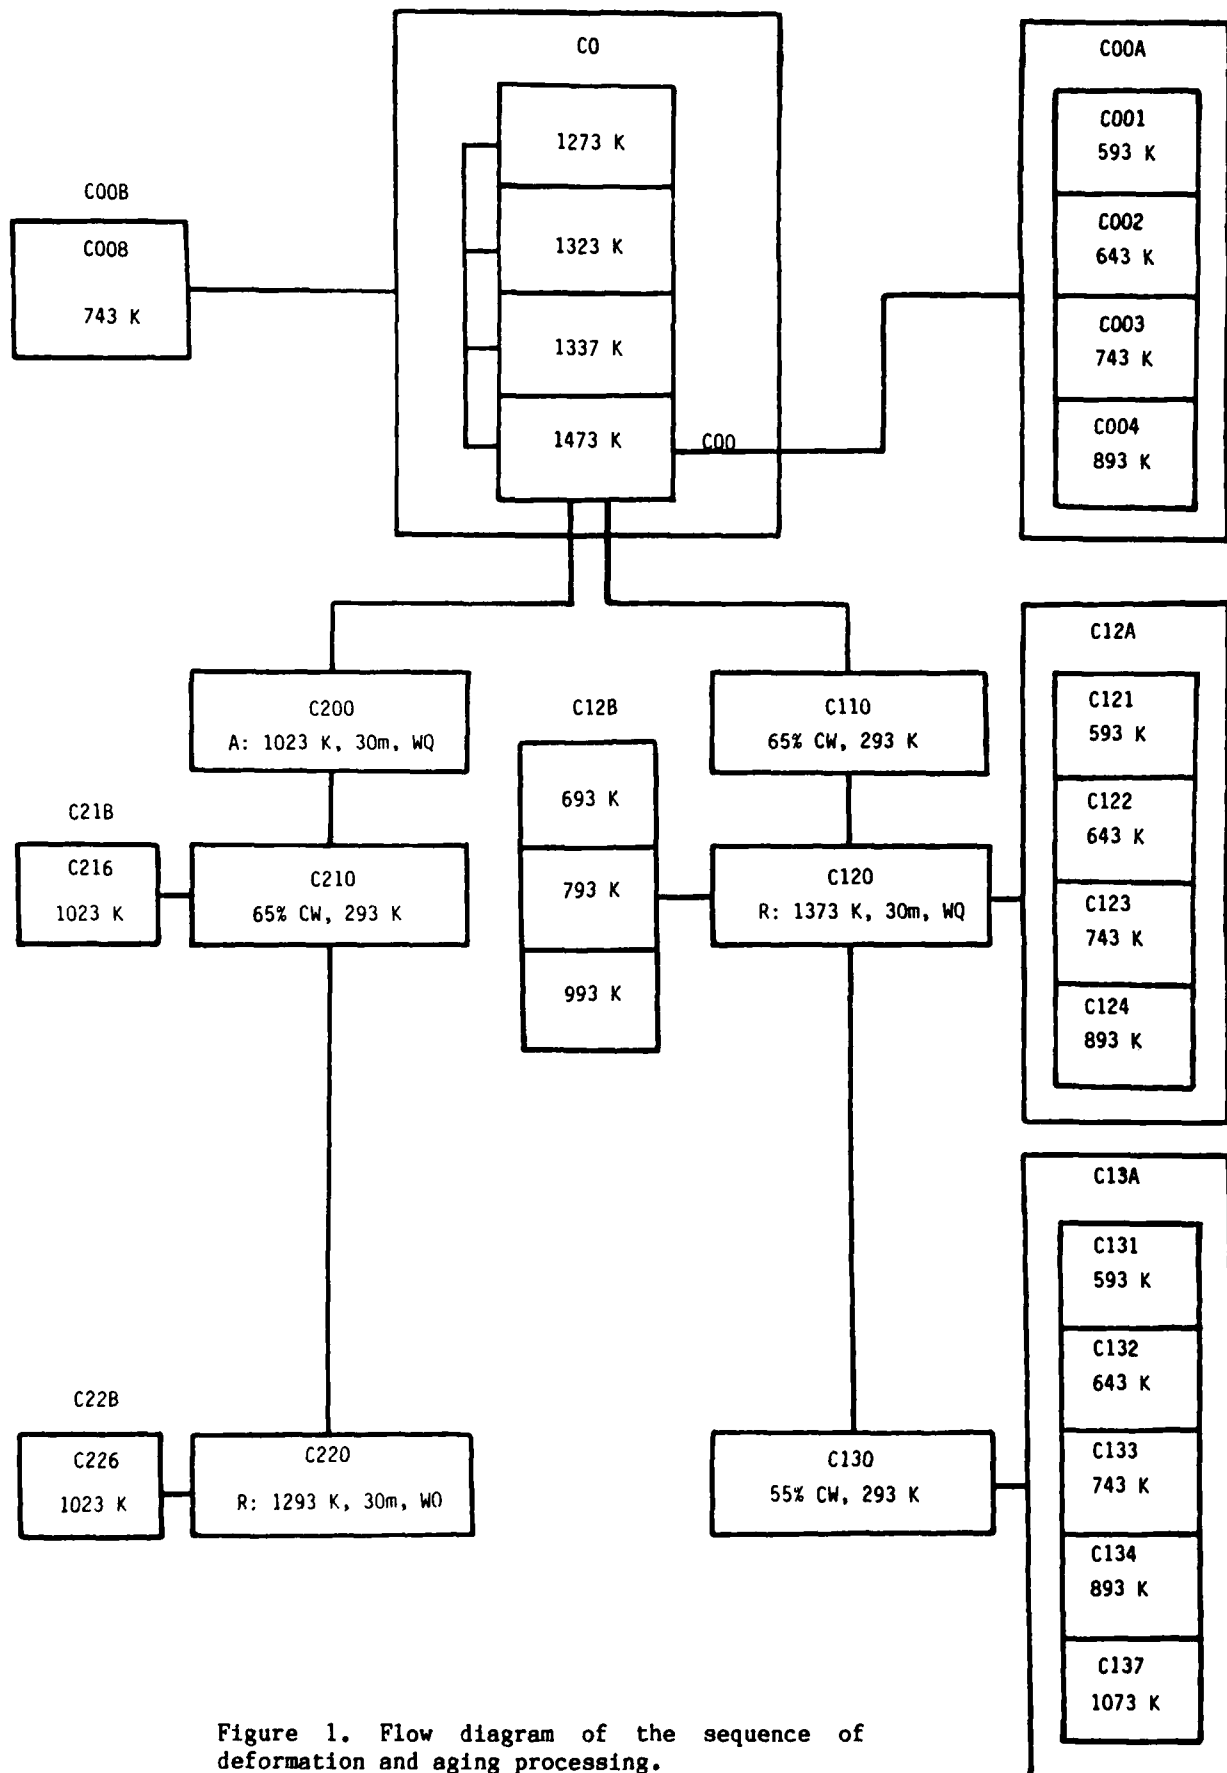 C0
1273 K
1323 K
1337 K
1473 K
C00
C00B
C008
743 K
C00A
C001
593 K
C002
643 K
C003
743 K
C004
893 K
C200
A: 1023 K, 30m, WQ
C21B
C216
1023 K
C210
65% CW, 293 K
C22B
C226
1023 K
C220
R: 1293 K, 30m, WQ
C12B
693 K
793 K
993 K
C110
65% CW, 293 K
C120
R: 1373 K, 30m, WQ
C130
55% CW, 293 K
C12A
C121
593 K
C122
643 K
C123
743 K
C124
893 K
C13A
C131
593 K
C132
643 K
C133
743 K
C134
893 K
C137
1073 K
Figure 1. Flow diagram of the sequence of
deformation and aging processing.